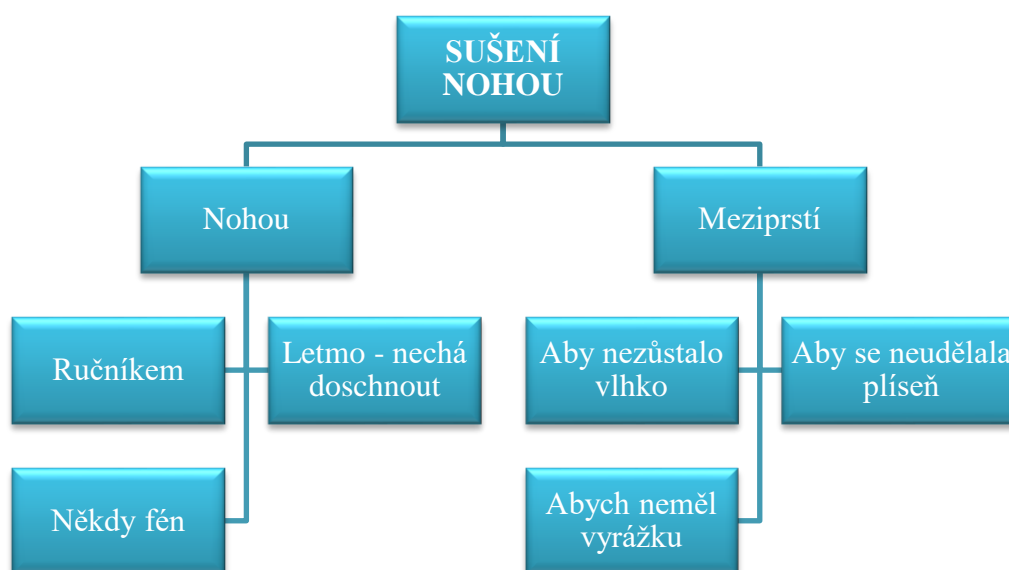 SUŠENÍ
NOHOU
Nohou
Meziprstí
Ručníkem
Letmo - nechá
doschnout
Aby nezůstalo
vlhko
Aby se neudělala
plíseň
Někdy fén
Abych neměl
vyrážku